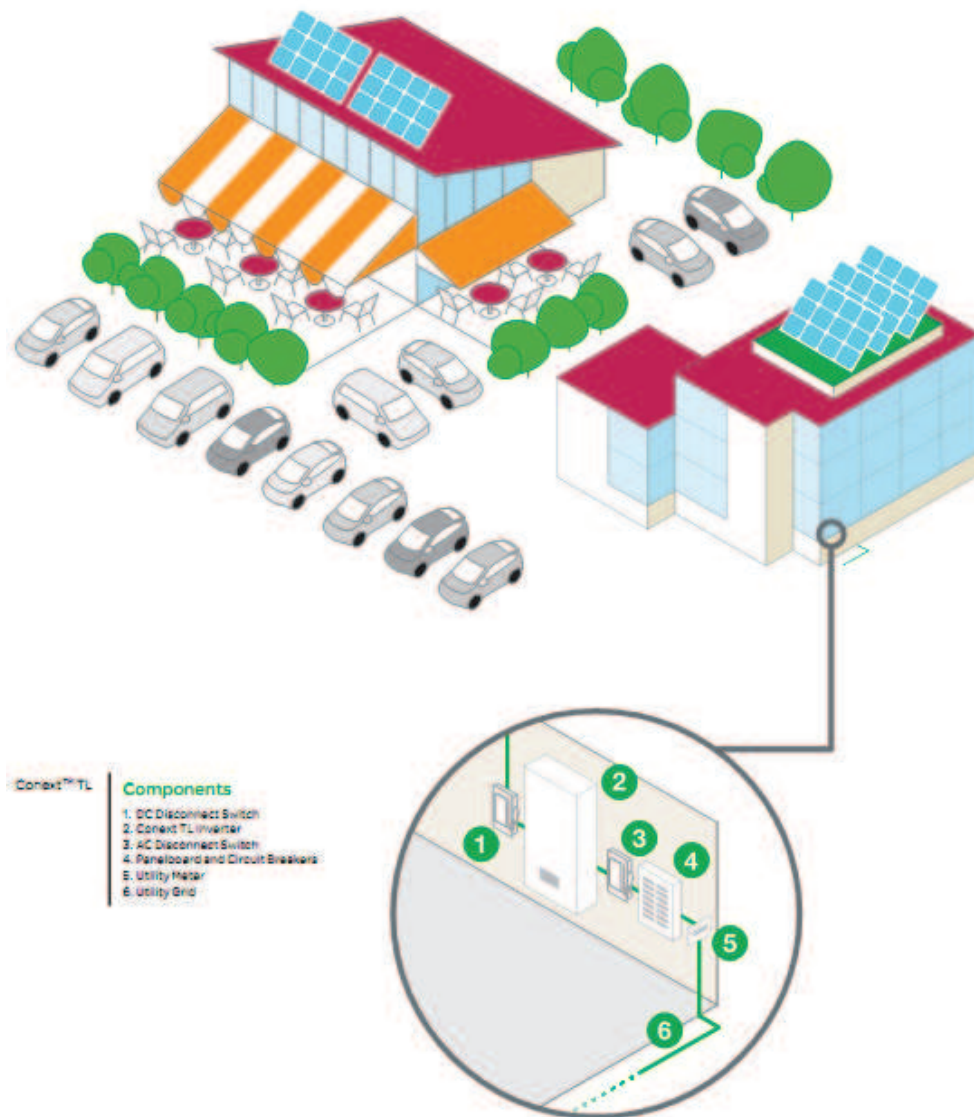 Conext™ TL
Components
1. DC Disconnect Switch
2. Conext TL Inverter
3. AC Disconnect Switch
4. Panelboard and Circuit Breakers
5. Utility Meter
6. Utility Grid
1
2
3
4
5
6